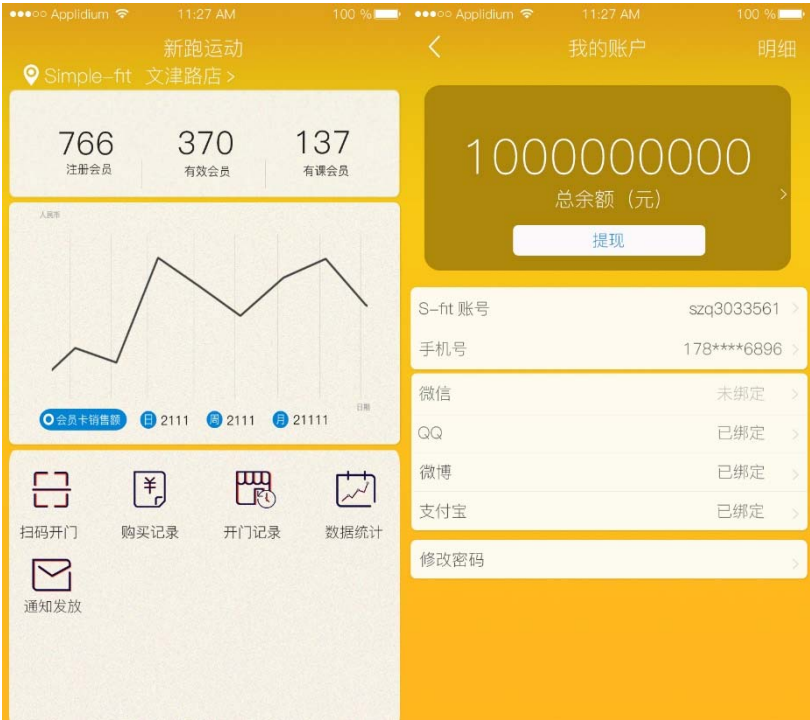 ●●●○○ Applidium 11:27 AM 100 %
新跑运动
Simple-fit 文津路店 >
766 370 137
注册会员 有效会员 有课会员
人民币
日期
会员卡销售额 日 2111 周 2111 月 21111
扫码开门 购买记录 开门记录 数据统计
通知发放
●●●○○ Applidium 11:27 AM 100 %
我的账户 明细
1000000000
总余额（元）
提现
S-fit 账号 szq3033561
手机号 178****6896
微信 未绑定
QQ 已绑定
微博 已绑定
支付宝 已绑定
修改密码